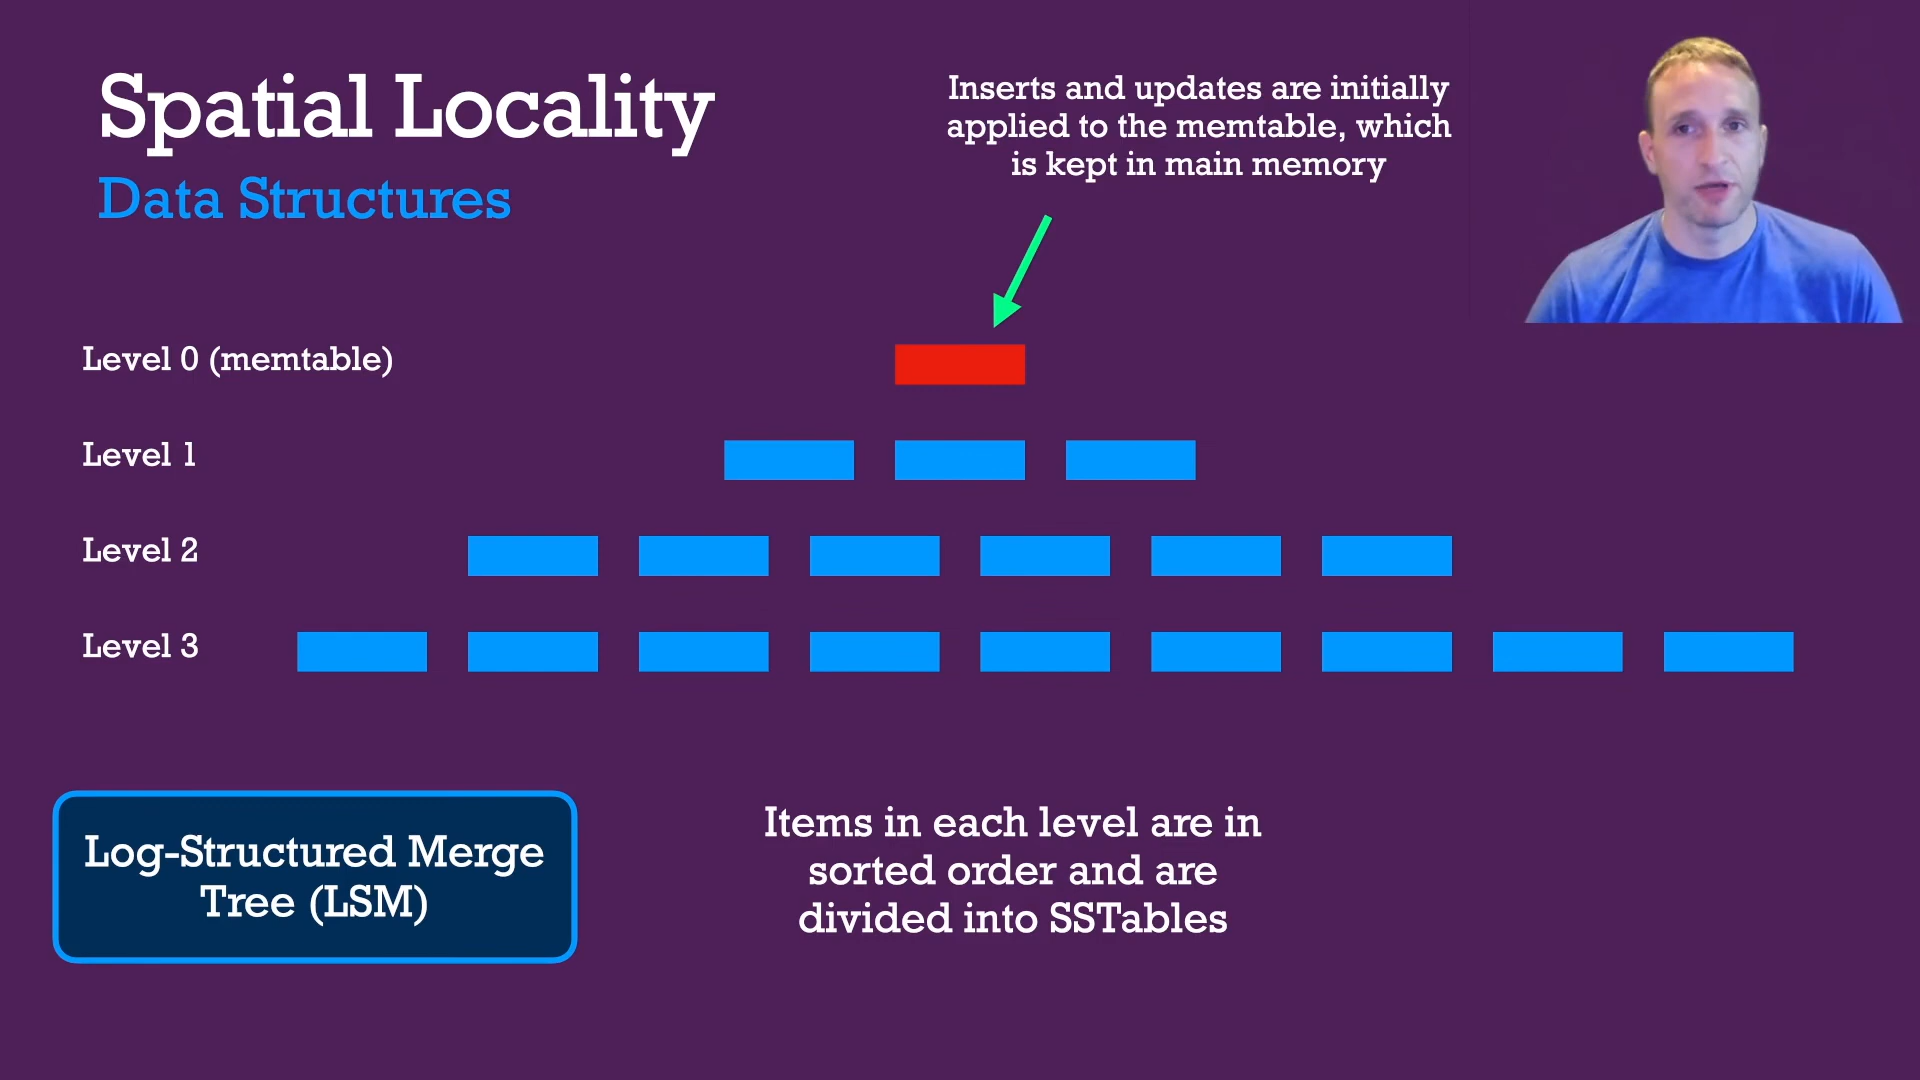 Spatial Locality
Data Structures
Inserts and updates are initially
applied to the memtable, which
is kept in main memory
Level 0 (memtable)
Level 1
Level 2
Level 3
Log-Structured Merge
Tree (LSM)
Items in each level are in
sorted order and are
divided into SSTables